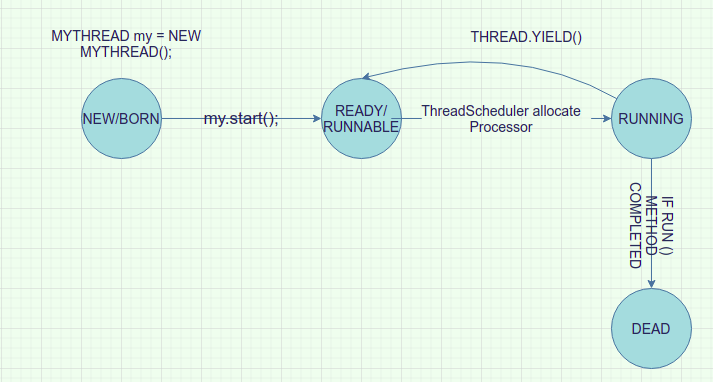 MYTHREAD my = NEW
MYTHREAD();
THREAD.YIELD()
NEW/BORN
my.start();
READY/
RUNNABLE
ThreadScheduler allocate
Processor
RUNNING
IF RUN ()
METHOD
COMPLETED
DEAD